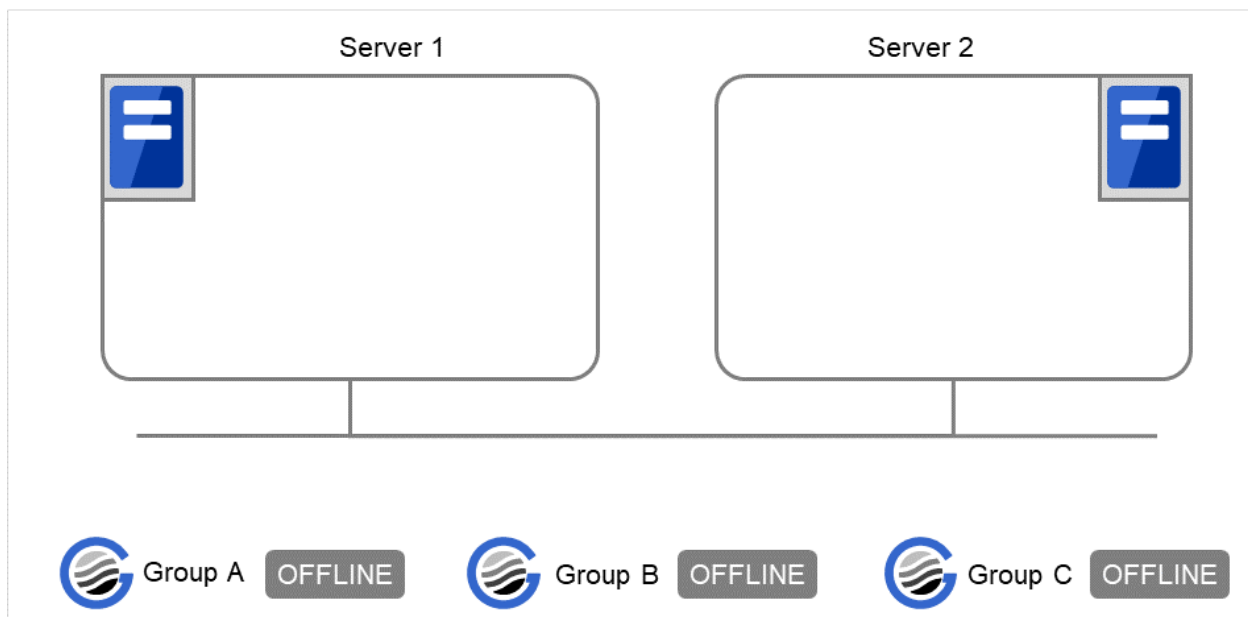 Server 1
Server 2
Group A
OFFLINE
Group B
OFFLINE
Group C
OFFLINE